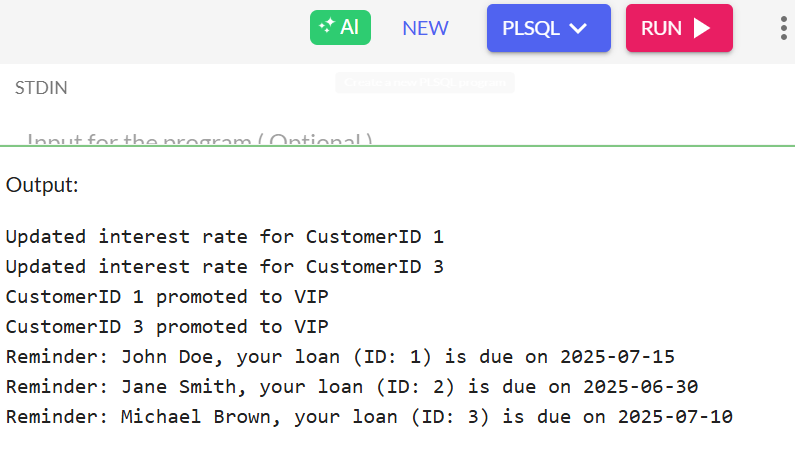 AI NEW PLSQL RUN
STDIN
Input for the program ( Optional )
Output:
Updated interest rate for CustomerID 1
Updated interest rate for CustomerID 3
CustomerID 1 promoted to VIP
CustomerID 3 promoted to VIP
Reminder: John Doe, your loan (ID: 1) is due on 2025-07-15
Reminder: Jane Smith, your loan (ID: 2) is due on 2025-06-30
Reminder: Michael Brown, your loan (ID: 3) is due on 2025-07-10